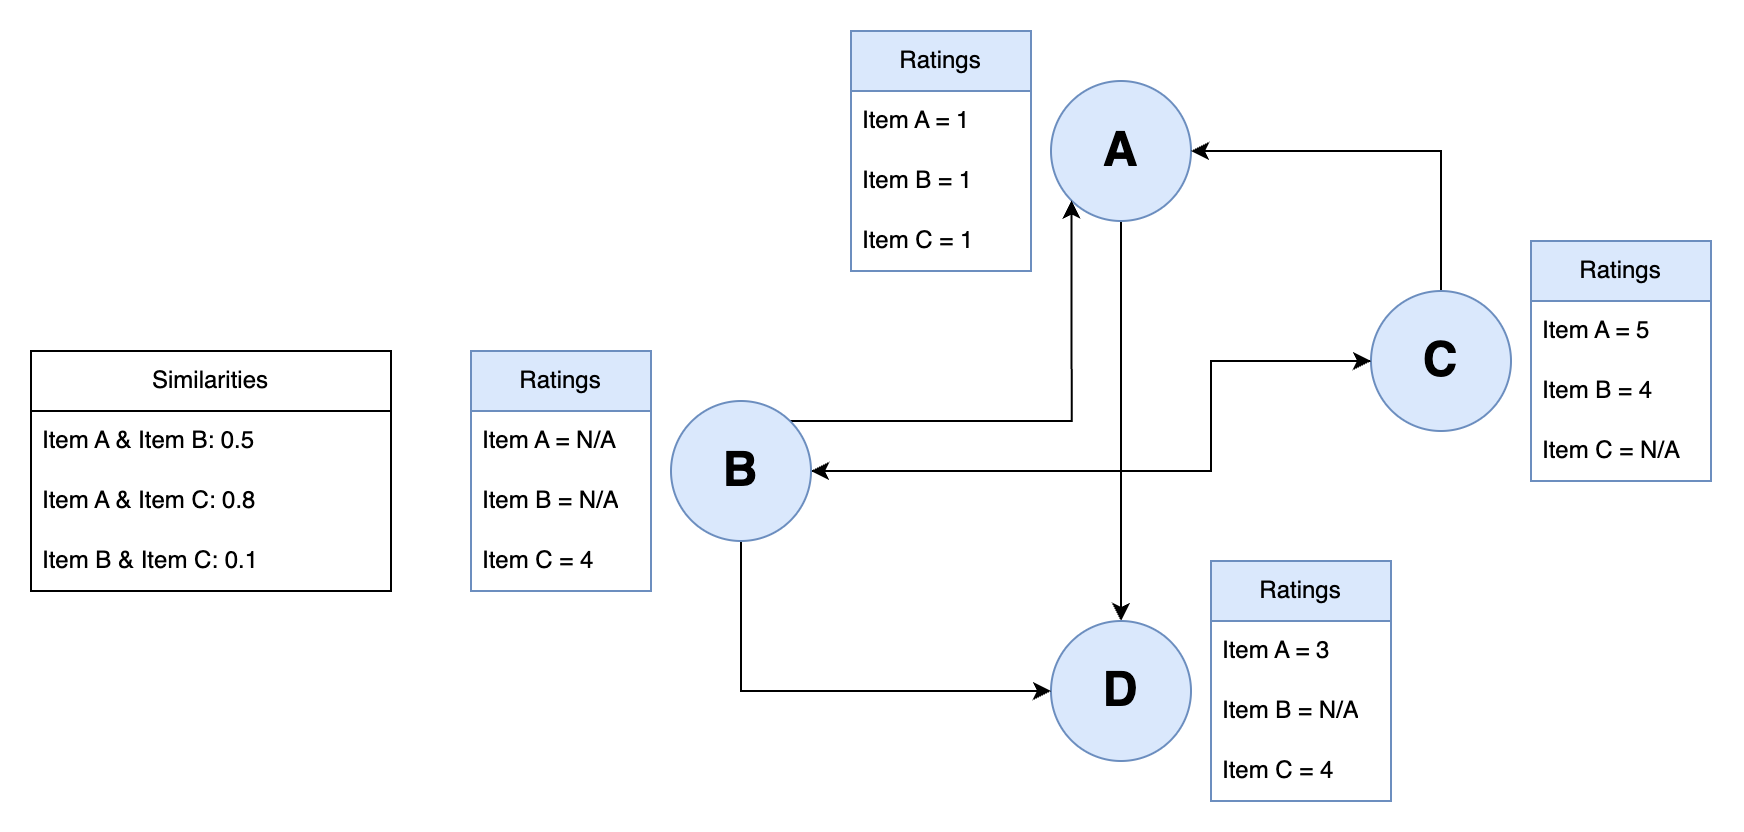 Ratings
Item A = 1
Item B = 1
Item C = 1
A
Ratings
Item A = 5
Item B = 4
Item C = N/A
C
Similarities
Item A & Item B: 0.5
Item A & Item C: 0.8
Item B & Item C: 0.1
Ratings
Item A = N/A
Item B = N/A
Item C = 4
B
Ratings
Item A = 3
Item B = N/A
Item C = 4
D